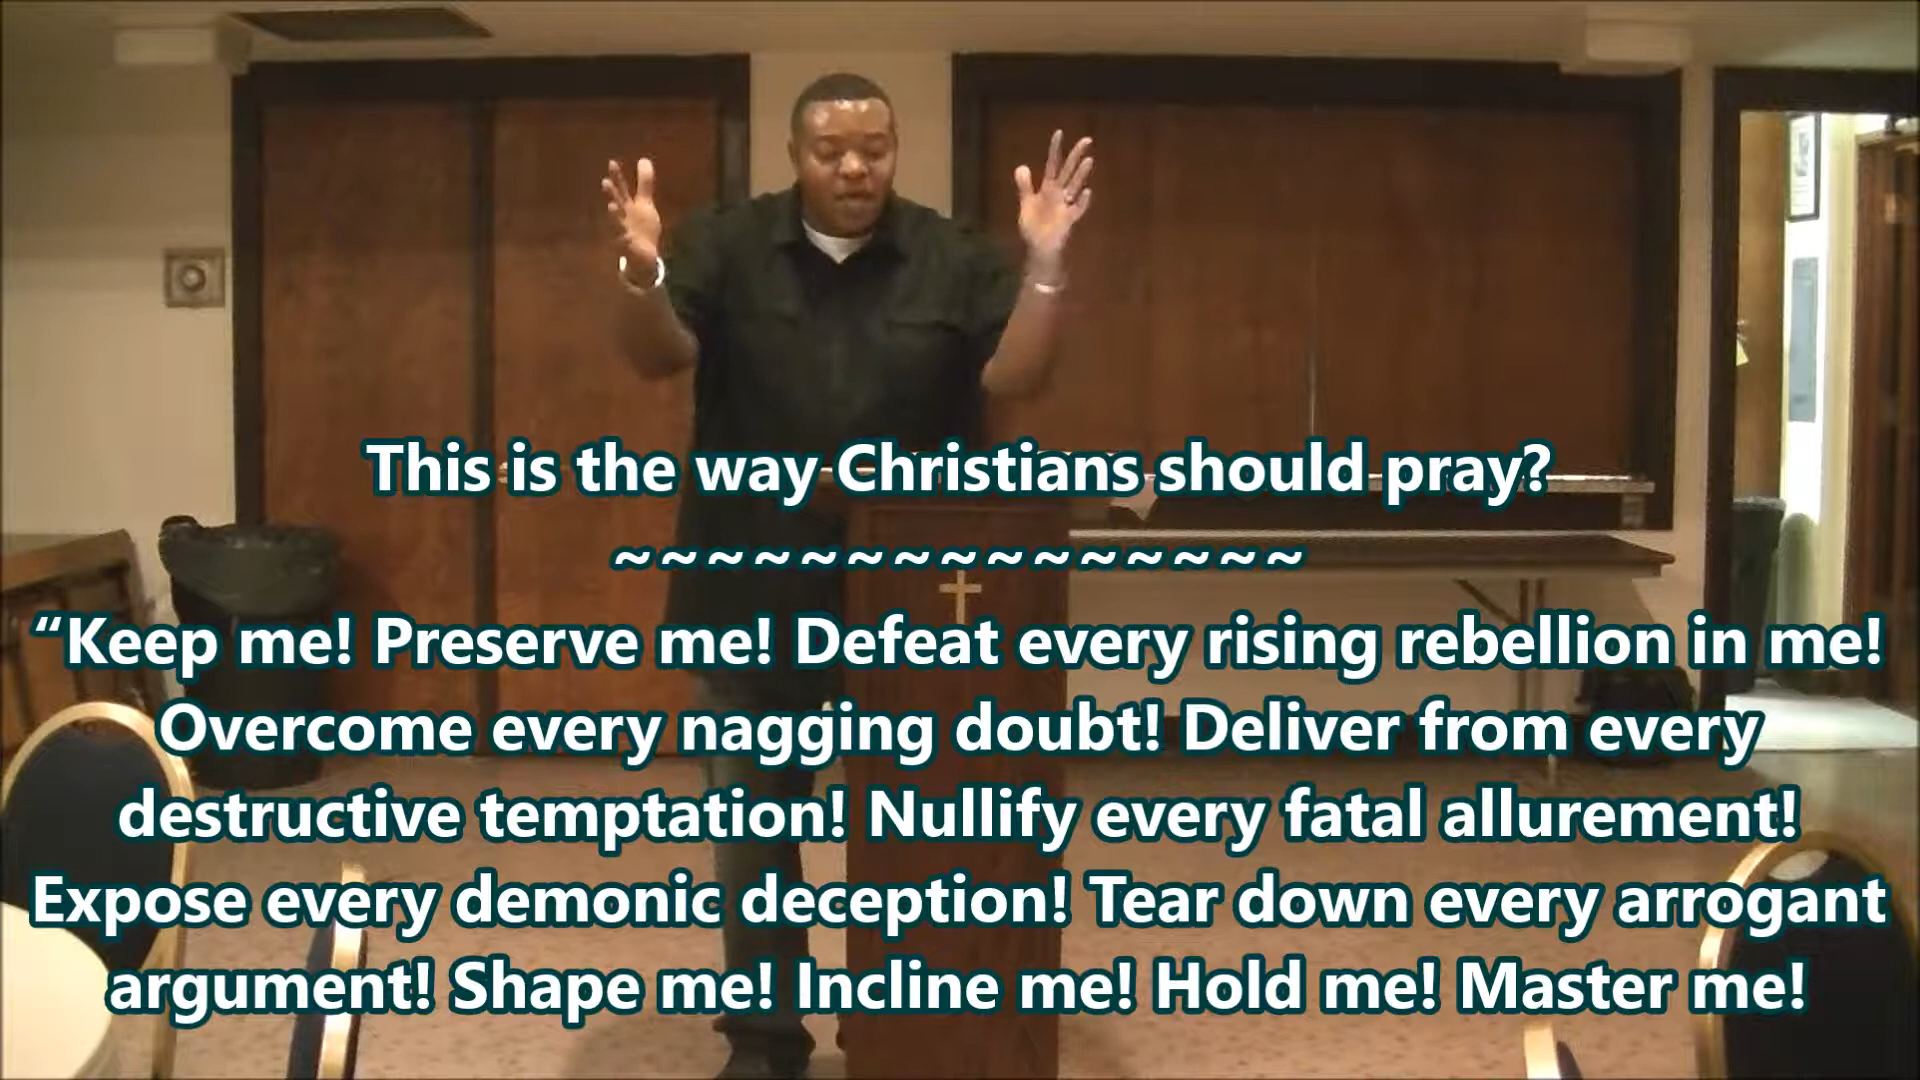 This is the way Christians should pray?
~~~~~~~~~~~~~~~
“Keep me! Preserve me! Defeat every rising rebellion in me!
Overcome every nagging doubt! Deliver from every
destructive temptation! Nullify every fatal allurement!
Expose every demonic deception! Tear down every arrogant
argument! Shape me! Incline me! Hold me! Master me!